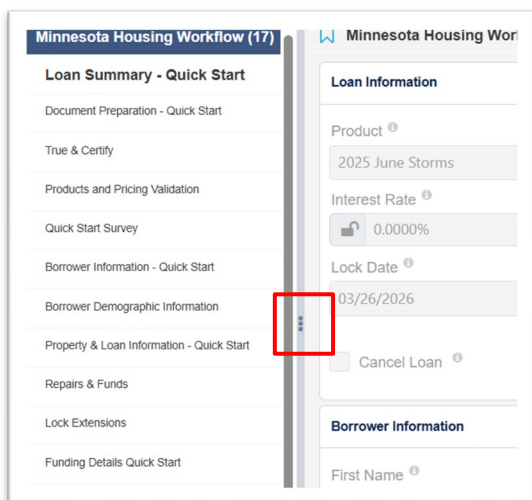 Minnesota Housing Workflow (17)
Loan Summary - Quick Start
Document Preparation - Quick Start
True & Certify
Products and Pricing Validation
Quick Start Survey
Borrower Information - Quick Start
Borrower Demographic Information
Property & Loan Information - Quick Start
Repairs & Funds
Lock Extensions
Funding Details Quick Start
Minnesota Housing Wor
Loan Information
Product
2025 June Storms
Interest Rate
0.0000%
Lock Date
03/26/2026
Cancel Loan
Borrower Information
First Name